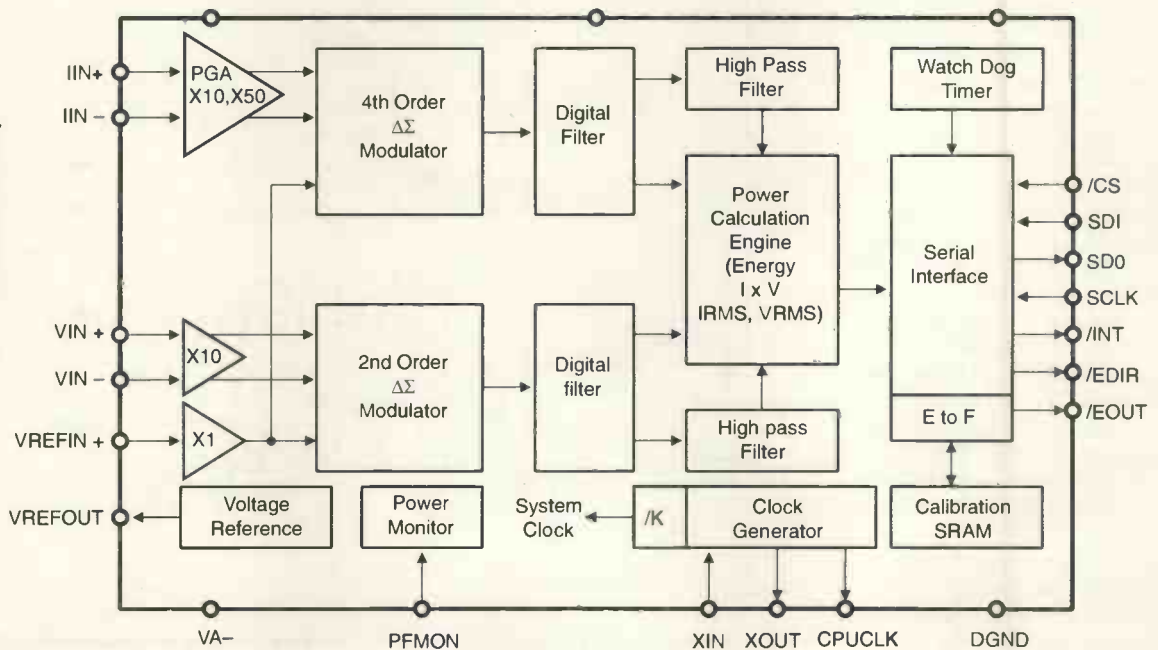 IIN+
IIN -
PGA
X10,X50
4th Order
ΔΣ
Modulator
Digital
Filter
High Pass
Filter
Watch Dog
Timer
Power
Calculation
Engine
(Energy
I x V
IRMS, VRMS)
Serial
Interface
/CS
SDI
SD0
SCLK
/INT
/EDIR
/EOUT
VIN +
VIN -
X10
2nd Order
ΔΣ
Modulator
Digital
filter
High pass
Filter
E to F
VREFIN +
X1
VREFOUT
Voltage
Reference
Power
Monitor
System
Clock
/K
Clock
Generator
Calibration
SRAM
VA-
PFMON
XIN
XOUT
CPUCLK
DGND